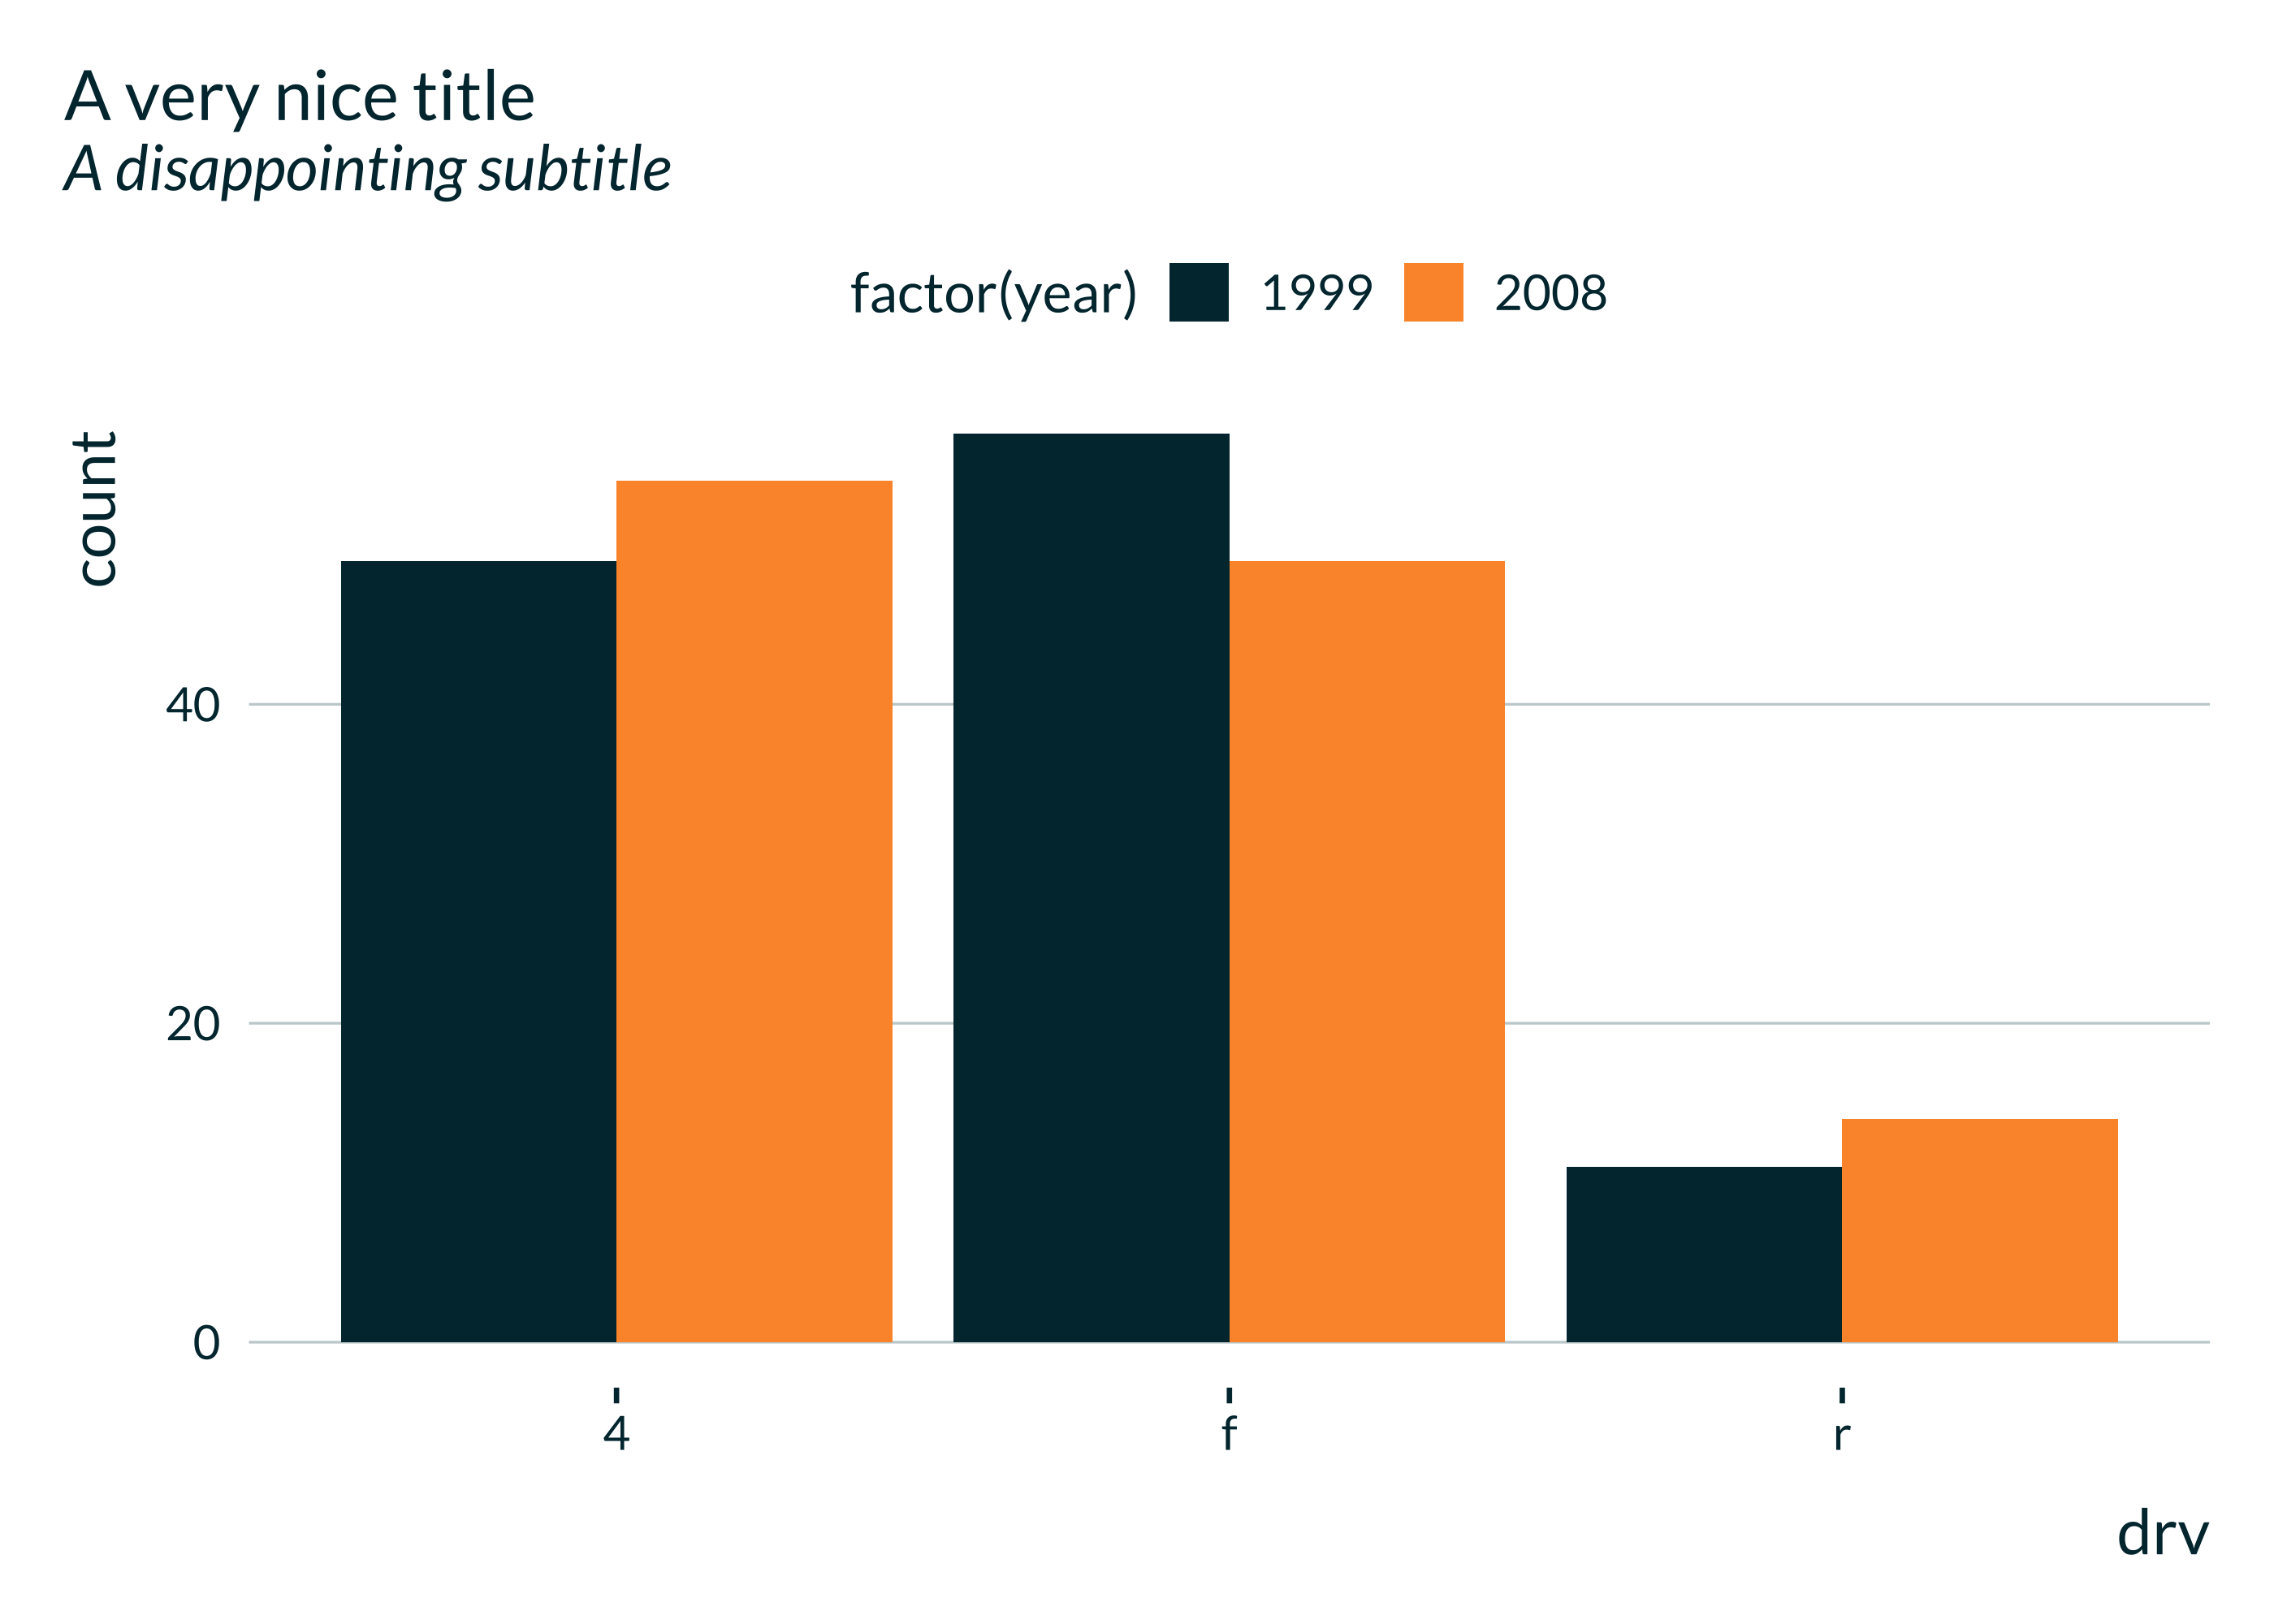 A very nice title
A disappointing subtitle
factor(year) 1999 2008
count
40
20
0
4 f r
drv